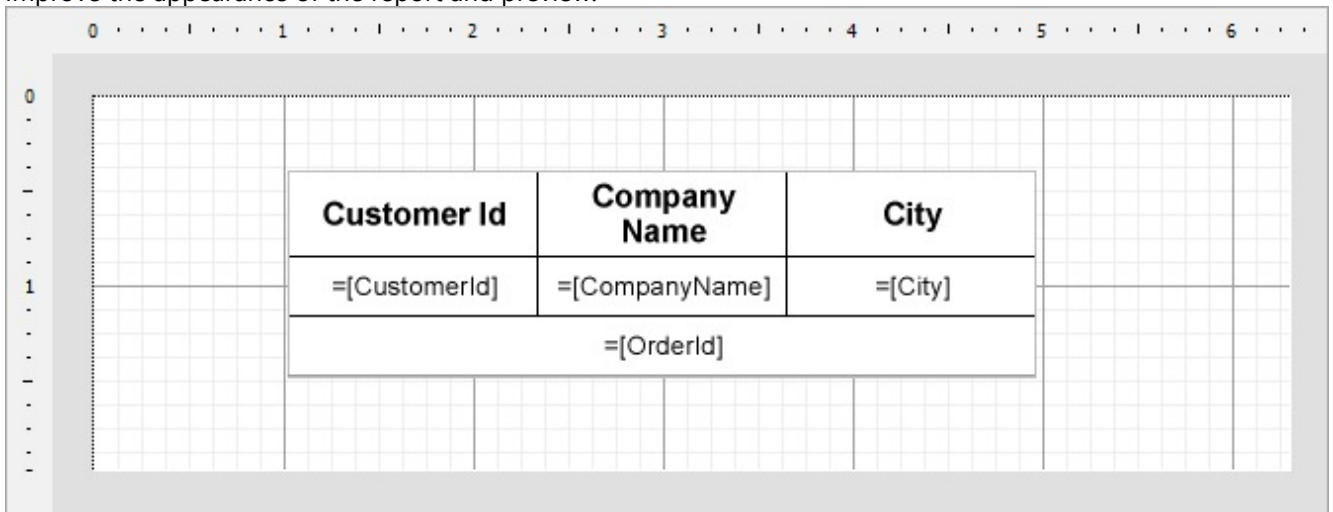 improve the appearance of the report and preview.
0 1 2 3 4 5 6
0
Customer Id
Company
Name
City
1
=[CustomerId]
=[CompanyName]
=[City]
=[OrderId]